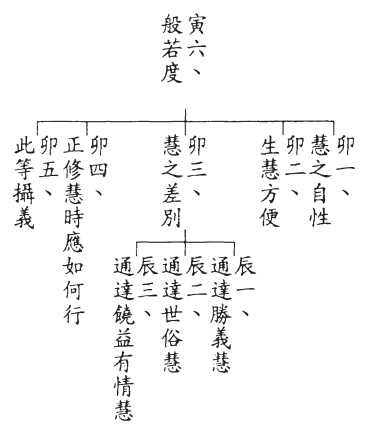 寅六、
般若度
卯一、
慧之自性
卯二、
生慧方便
卯三、
慧之差別
辰一、
通達勝義慧
辰二、
通達世俗慧
辰三、
通達饒益有情慧
卯四、
正修慧時應如何行
卯五、
此等攝義